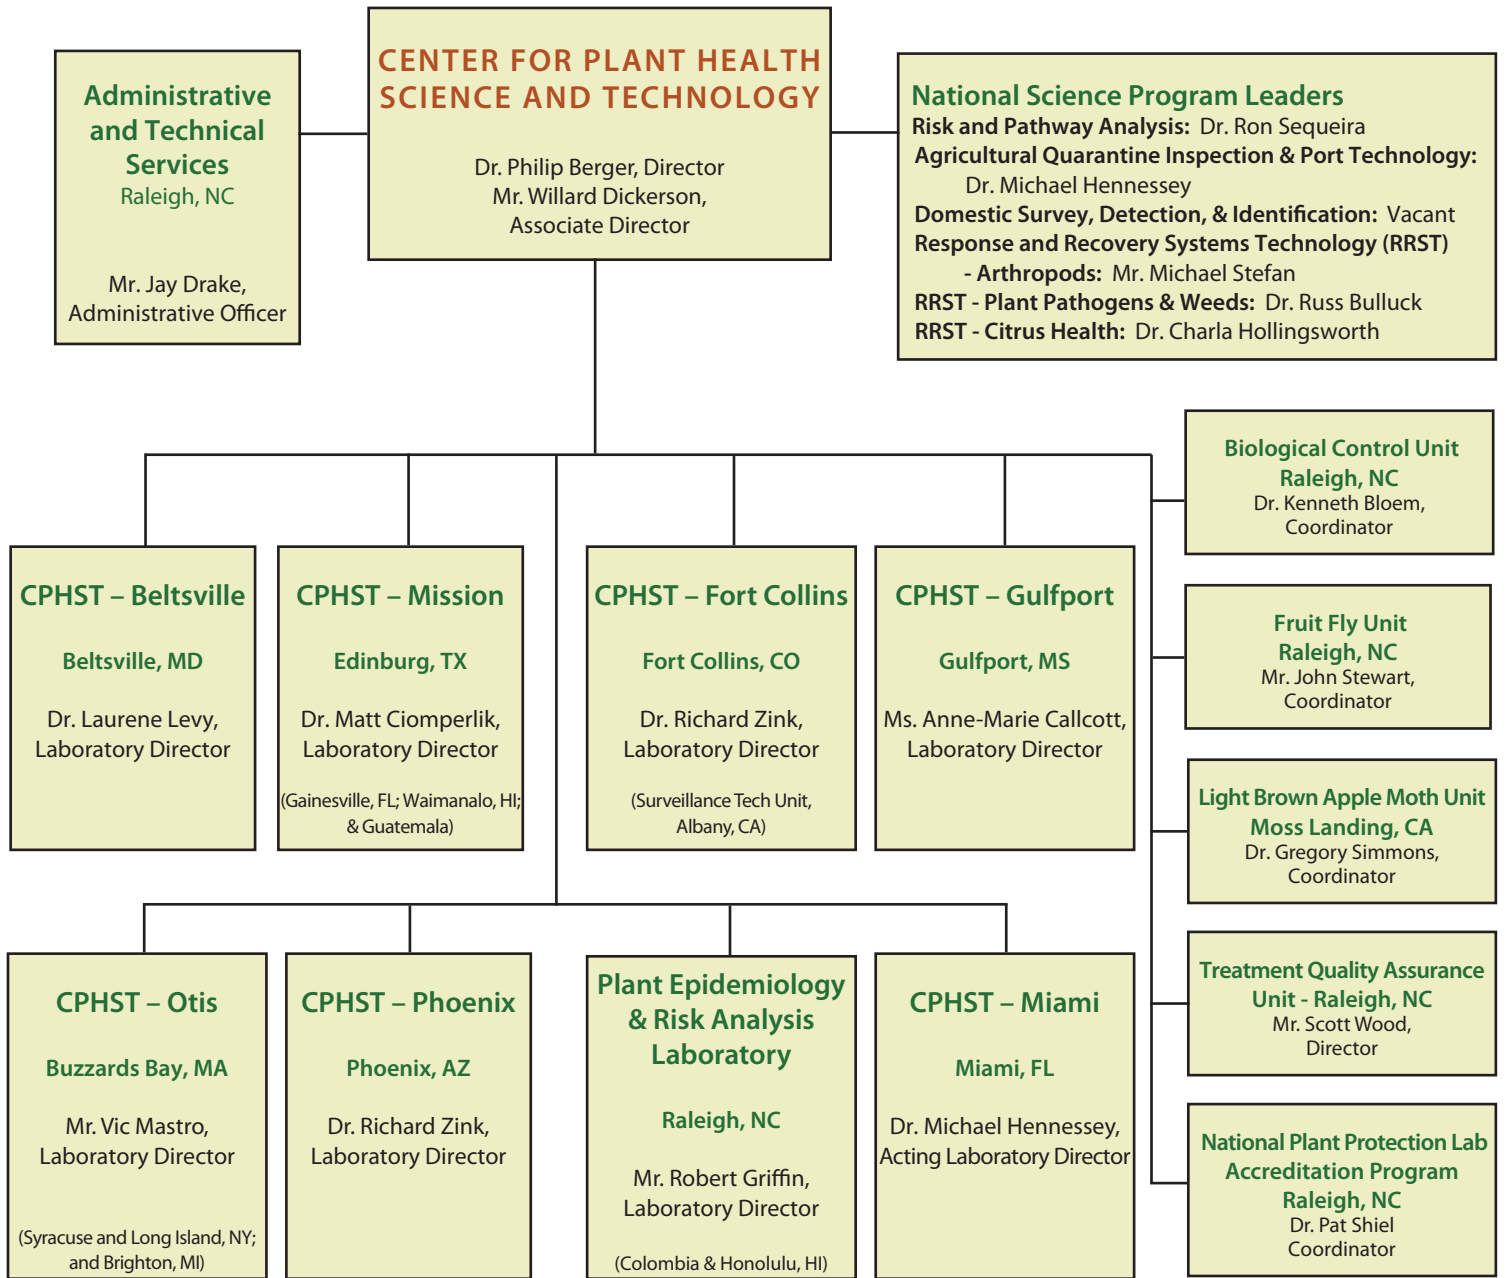 Administrative
and Technical
Services
Raleigh, NC
Mr. Jay Drake,
Administrative Officer
CENTER FOR PLANT HEALTH
SCIENCE AND TECHNOLOGY
Dr. Philip Berger, Director
Mr. Willard Dickerson,
Associate Director
National Science Program Leaders
Risk and Pathway Analysis: Dr. Ron Sequeira
Agricultural Quarantine Inspection & Port Technology:
Dr. Michael Hennessey
Domestic Survey, Detection, & Identification: Vacant
Response and Recovery Systems Technology (RRST)
- Arthropods: Mr. Michael Stefan
RRST - Plant Pathogens & Weeds: Dr. Russ Bulluck
RRST - Citrus Health: Dr. Charla Hollingsworth
CPHST – Beltsville
Beltsville, MD
Dr. Laurene Levy,
Laboratory Director
CPHST – Mission
Edinburg, TX
Dr. Matt Ciomperlik,
Laboratory Director
(Gainesville, FL; Waimanalo, HI;
& Guatemala)
CPHST – Fort Collins
Fort Collins, CO
Dr. Richard Zink,
Laboratory Director
(Surveillance Tech Unit,
Albany, CA)
CPHST – Gulfport
Gulfport, MS
Ms. Anne-Marie Callcott,
Laboratory Director
CPHST – Otis
Buzzards Bay, MA
Mr. Vic Mastro,
Laboratory Director
(Syracuse and Long Island, NY;
and Brighton, MI)
CPHST – Phoenix
Phoenix, AZ
Dr. Richard Zink,
Laboratory Director
Plant Epidemiology
& Risk Analysis
Laboratory
Raleigh, NC
Mr. Robert Griffin,
Laboratory Director
(Colombia & Honolulu, HI)
CPHST – Miami
Miami, FL
Dr. Michael Hennessey,
Acting Laboratory Director
Biological Control Unit
Raleigh, NC
Dr. Kenneth Bloem,
Coordinator
Fruit Fly Unit
Raleigh, NC
Mr. John Stewart,
Coordinator
Light Brown Apple Moth Unit
Moss Landing, CA
Dr. Gregory Simmons,
Coordinator
Treatment Quality Assurance
Unit - Raleigh, NC
Mr. Scott Wood,
Director
National Plant Protection Lab
Accreditation Program
Raleigh, NC
Dr. Pat Shiel
Coordinator